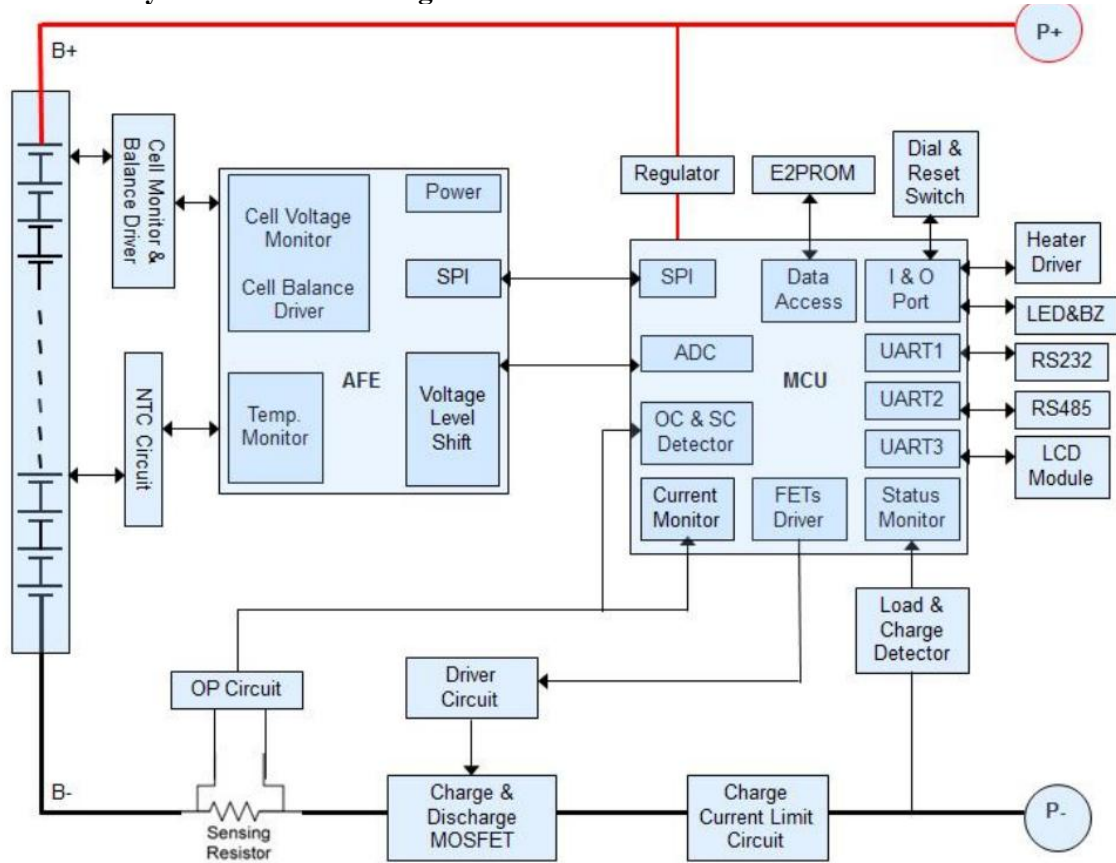 B+
P+
Cell Monitor &
Balance Driver
Cell Voltage
Monitor
Cell Balance
Driver
Power
SPI
AFE
Temp.
Monitor
Voltage
Level
Shift
NTC Circuit
Regulator
E2PROM
Dial &
Reset
Switch
SPI
Data
Access
I & O
Port
Heater
Driver
LED&BZ
ADC
MCU
UART1
RS232
OC & SC
Detector
UART2
RS485
UART3
LCD
Module
Current
Monitor
FETs
Driver
Status
Monitor
Load &
Charge
Detector
OP Circuit
Driver
Circuit
B-
Sensing
Resistor
Charge &
Discharge
MOSFET
Charge
Current Limit
Circuit
P-